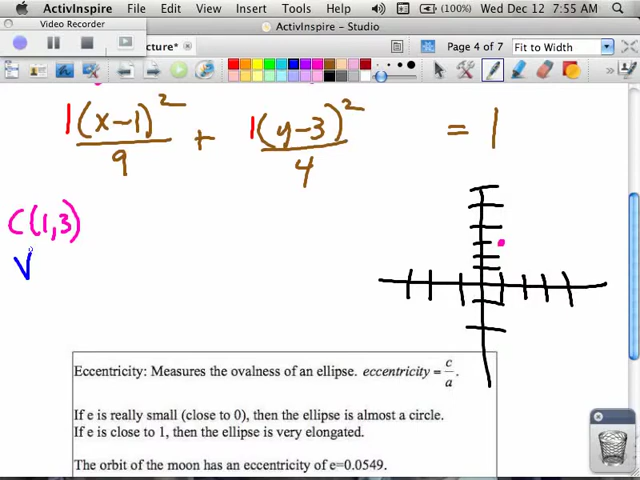 ActivInspire File Edit View Insert Tools Help (100%) Wed Dec 12 7:55 AM
Video Recorder
ActivInspire - Studio
cture*
Page 4 of 7 Fit to Width
1(x-1)²/9 + 1(y-3)²/4 = 1
C(1,3)
V
Eccentricity: Measures the ovalness of an ellipse. eccentricity = c/a.
If e is really small (close to 0), then the ellipse is almost a circle.
If e is close to 1, then the ellipse is very elongated.
The orbit of the moon has an eccentricity of e=0.0549.